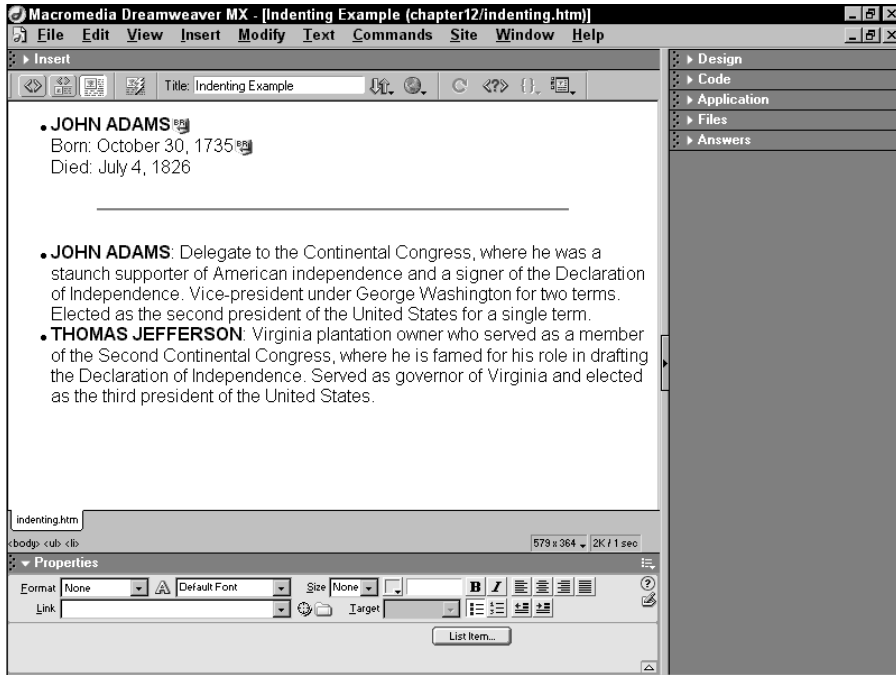 Macromedia Dreamweaver MX - [Indenting Example (chapter12/indenting.htm)]
File Edit View Insert Modify Text Commands Site Window Help
Insert
Title: Indenting Example
Design
Code
Application
Files
Answers
• JOHN ADAMS BR
Born: October 30, 1735 BR
Died: July 4, 1826
• JOHN ADAMS: Delegate to the Continental Congress, where he was a
staunch supporter of American independence and a signer of the Declaration
of Independence. Vice-president under George Washington for two terms.
Elected as the second president of the United States for a single term.
• THOMAS JEFFERSON: Virginia plantation owner who served as a member
of the Second Continental Congress, where he is famed for his role in drafting
the Declaration of Independence. Served as governor of Virginia and elected
as the third president of the United States.
indenting.htm
<body> <ul> <li> 579 x 364 2K / 1 sec
Properties
Format None Default Font Size None B I
Link Target
List Item...